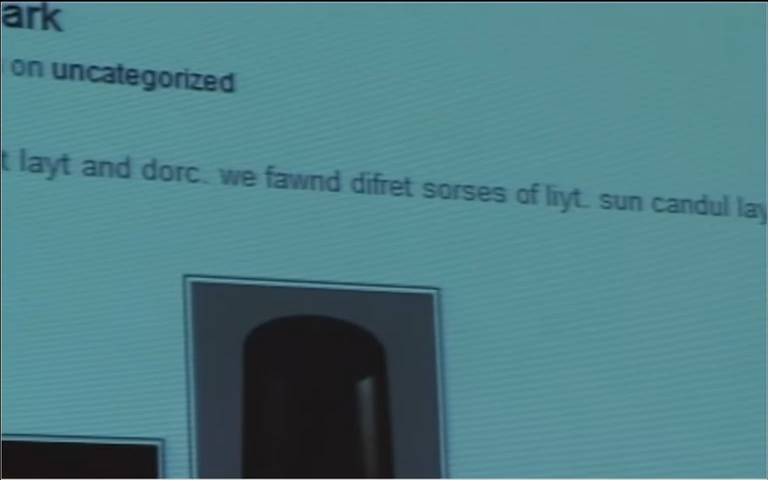 ark
on uncategorized
t layt and dorc. we fawnd difret sorses of liyt. sun candul lay